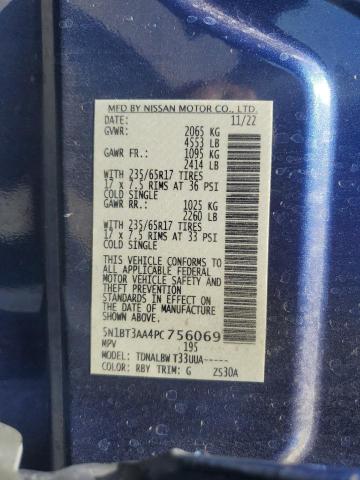 MFD BY NISSAN MOTOR CO., LTD.
DATE: 11/22
GVWR: 2065 KG
4553 LB
GAWR FR.: 1095 KG
2414 LB
WITH 235/65R17 TIRES
17 x 7.5 RIMS AT 36 PSI
COLD SINGLE
GAWR RR.: 1025 KG
2260 LB
WITH 235/65R17 TIRES
17 x 7.5 RIMS AT 33 PSI
COLD SINGLE
THIS VEHICLE CONFORMS TO
ALL APPLICABLE FEDERAL
MOTOR VEHICLE SAFETY AND
THEFT PREVENTION
STANDARDS IN EFFECT ON
THE DATE OF MANUFACTURE
SHOWN ABOVE.
5N1BT3AA4PC756069
MPV , 195
MODEL: TDNALBW T33UUA-----
COLOR: RBY TRIM: G ZS30A